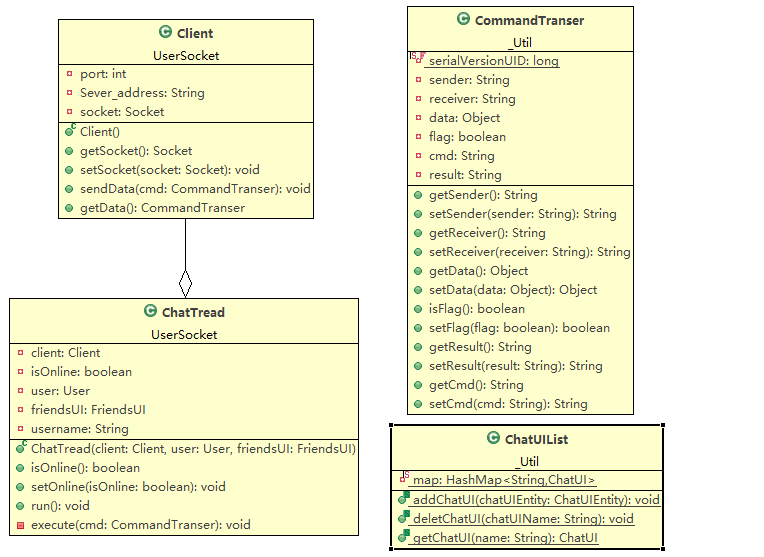 Client
UserSocket
port: int
Sever_address: String
socket: Socket
Client()
getSocket(): Socket
setSocket(socket: Socket): void
sendData(cmd: CommandTranser): void
getData(): CommandTranser
ChatTread
UserSocket
client: Client
isOnline: boolean
user: User
friendsUI: FriendsUI
username: String
ChatTread(client: Client, user: User, friendsUI: FriendsUI)
isOnline(): boolean
setOnline(isOnline: boolean): void
run(): void
execute(cmd: CommandTranser): void
CommandTranser
_Util
serialVersionUID: long
sender: String
receiver: String
data: Object
flag: boolean
cmd: String
result: String
getSender(): String
setSender(sender: String): String
getReceiver(): String
setReceiver(receiver: String): String
getData(): Object
setData(data: Object): Object
isFlag(): boolean
setFlag(flag: boolean): boolean
getResult(): String
setResult(result: String): String
getCmd(): String
setCmd(cmd: String): String
ChatUIList
_Util
map: HashMap<String,ChatUI>
addChatUI(chatUIEntity: ChatUIEntity): void
deletChatUI(chatUIName: String): void
getChatUI(name: String): ChatUI